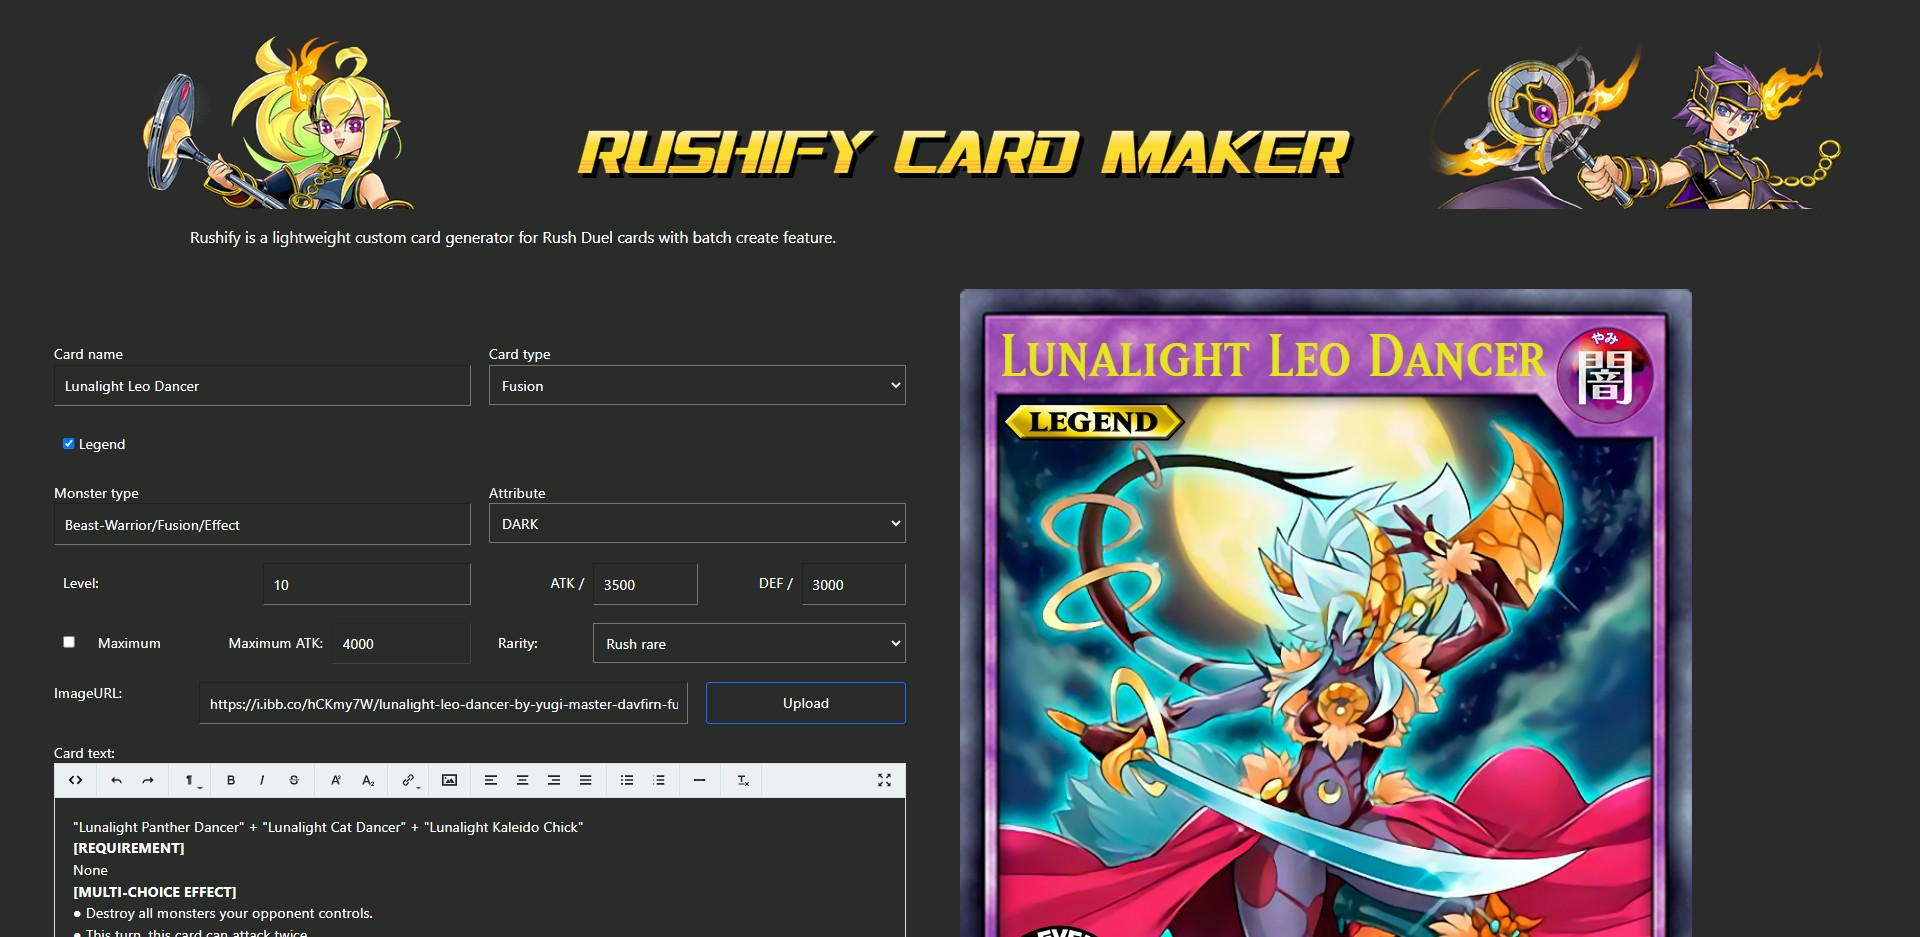 RUSHIFY CARD MAKER
Rushify is a lightweight custom card generator for Rush Duel cards with batch create feature.
Card name
Lunalight Leo Dancer
Card type
Fusion
Legend
Monster type
Beast-Warrior/Fusion/Effect
Attribute
DARK
Level:
10
ATK /
3500
DEF /
3000
Maximum
Maximum ATK:
4000
Rarity:
Rush rare
ImageURL:
https://i.ibb.co/hCKmy7W/lunalight-leo-dancer-by-yugi-master-davfirn-fu
Upload
Card text:
"Lunalight Panther Dancer" + "Lunalight Cat Dancer" + "Lunalight Kaleido Chick"
[REQUIREMENT]
None
[MULTI-CHOICE EFFECT]
● Destroy all monsters your opponent controls.
● This turn, this card can attack twice
Lunalight Leo Dancer
やみ
闇
LEGEND